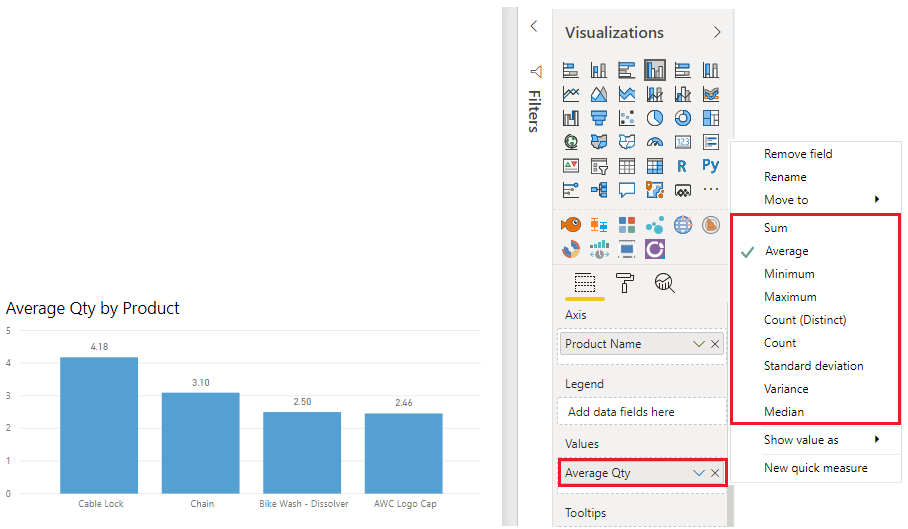 Average Qty by Product
5
4
3
2
1
0
4.18
3.10
2.50
2.46
Cable Lock
Chain
Bike Wash - Dissolver
AWC Logo Cap
Filters
Visualizations
123
R
Py
Axis
Product Name
Legend
Add data fields here
Values
Average Qty
Tooltips
Remove field
Rename
Move to
Sum
Average
Minimum
Maximum
Count (Distinct)
Count
Standard deviation
Variance
Median
Show value as
New quick measure